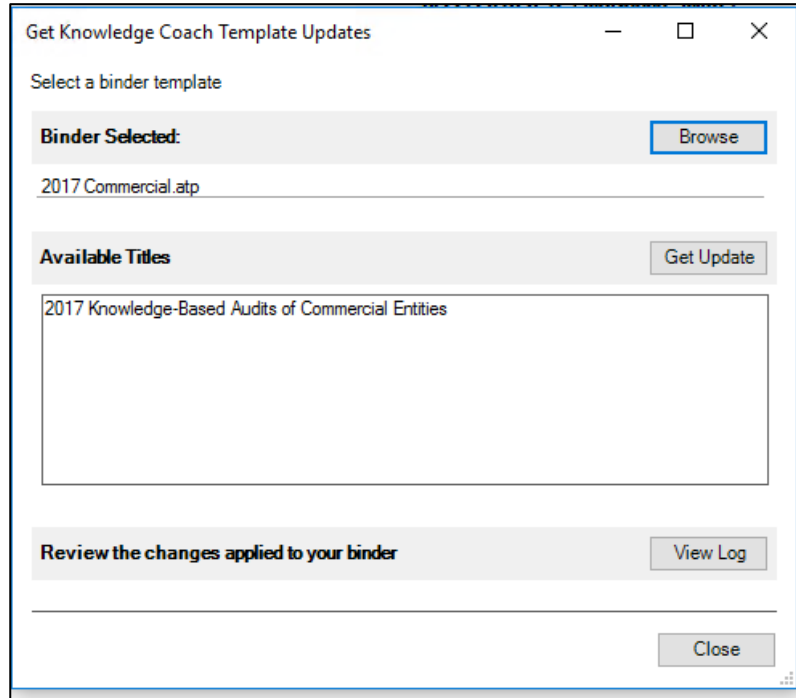 Get Knowledge Coach Template Updates
Select a binder template
Binder Selected:
Browse
2017 Commercial.atp
Available Titles
Get Update
2017 Knowledge-Based Audits of Commercial Entities
Review the changes applied to your binder
View Log
Close